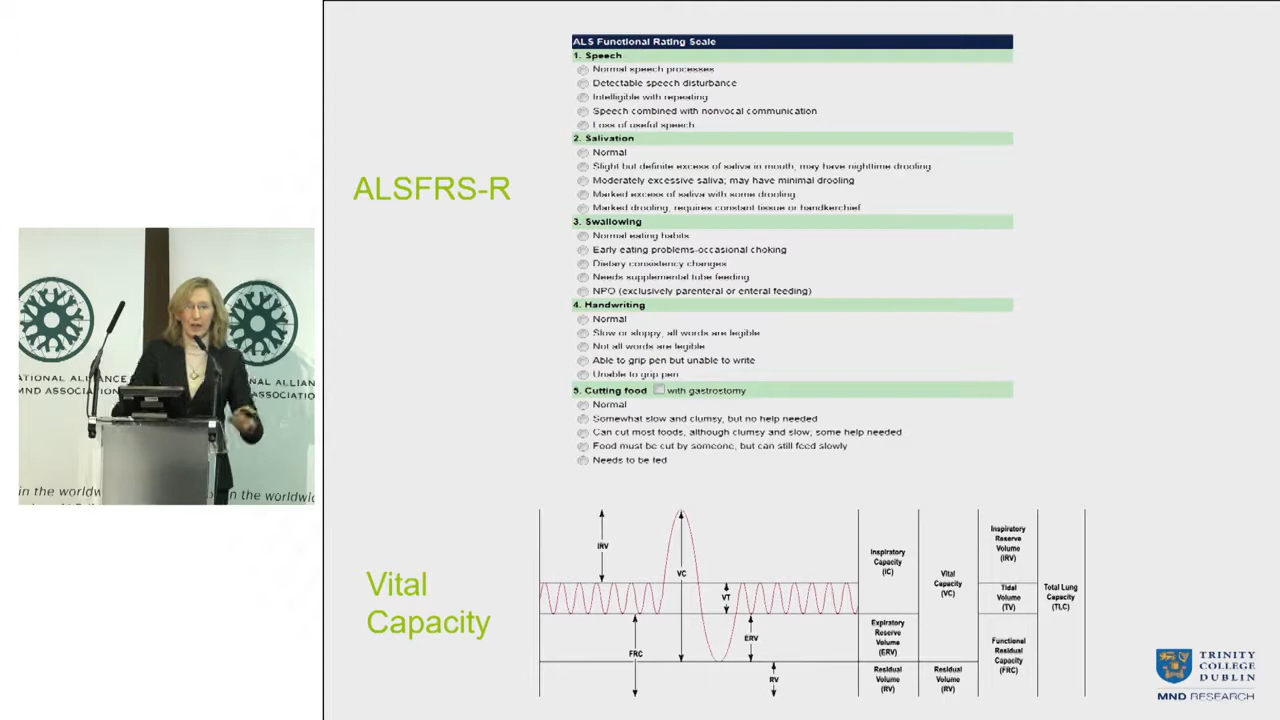 ALS Functional Rating Scale
1. Speech
Normal speech processes
Detectable speech disturbance
Intelligible with repeating
Speech combined with nonvocal communication
Loss of useful speech
2. Salivation
Normal
Slight but definite excess of saliva in mouth, may have nighttime drooling
Moderately excessive saliva; may have minimal drooling
Marked excess of saliva with some drooling
Marked drooling, requires constant tissue or handkerchief
ALSFRS-R
3. Swallowing
Normal eating habits
Early eating problems-occasional choking
Dietary consistency changes
Needs supplemental tube feeding
NPO (exclusively parenteral or enteral feeding)
4. Handwriting
Normal
Slow or sloppy, all words are legible
Not all words are legible
Able to grip pen but unable to write
Unable to grip pen
5. Cutting food with gastrostomy
Normal
Somewhat slow and clumsy, but no help needed
Can cut most foods, although clumsy and slow, some help needed
Food must be cut by someone, but can still feed slowly
Needs to be fed
ATIONAL ALLIANCE
MND ASSOCIATIO
NAL ALLIAN
ASSOCIAT
in the worldw
in the worldwid
Vital
Capacity
IRV
VC
VT
ERV
FRC
RV
Inspiratory
Capacity
(IC)
Expiratory
Reserve
Volume
(ERV)
Residual
Volume
(RV)
Vital
Capacity
(VC)
Residual
Volume
(RV)
Inspiratory
Reserve
Volume
(IRV)
Tidal
Volume
(TV)
Functional
Residual
Capacity
(FRC)
Total Lung
Capacity
(TLC)
TRINITY
COLLEGE
DUBLIN
MND RESEARCH